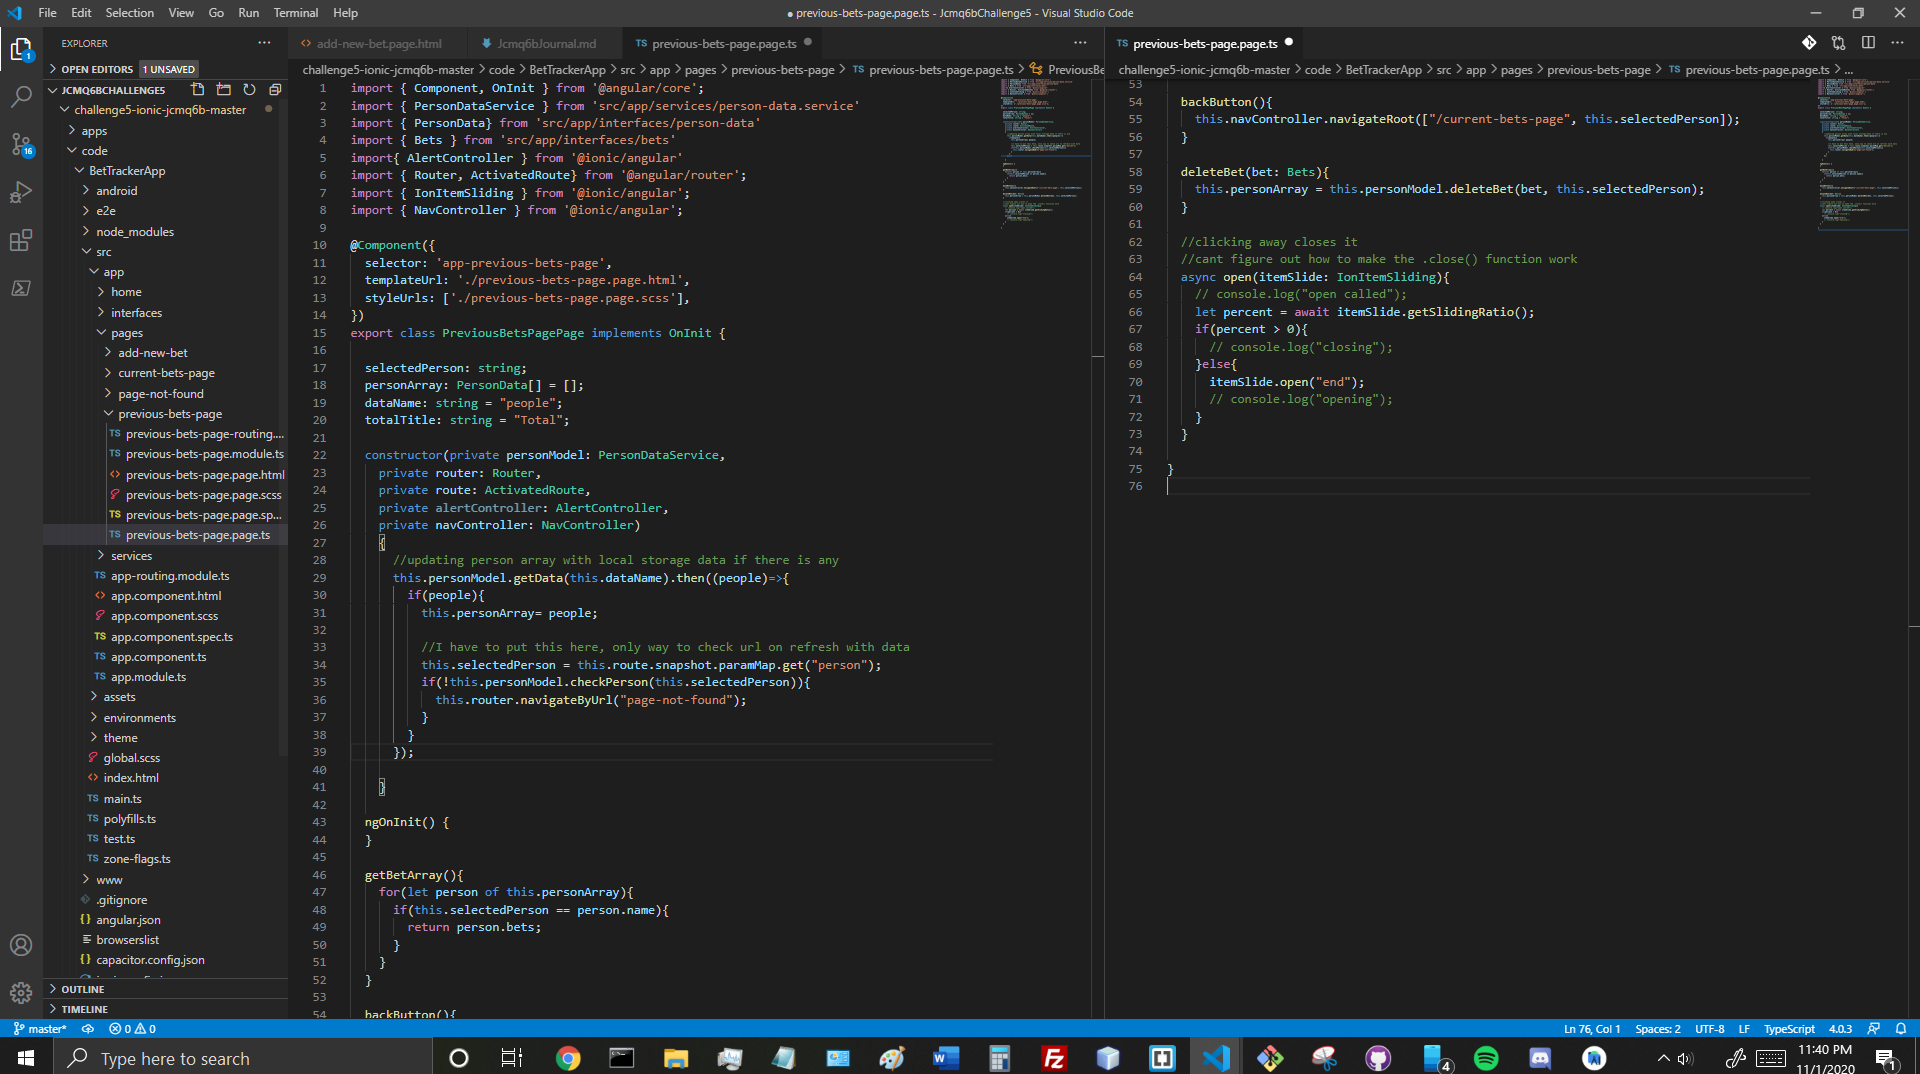 File Edit Selection View Go Run Terminal Help
● previous-bets-page.page.ts - Jcmq6bChallenge5 - Visual Studio Code
EXPLORER ···
OPEN EDITORS 1 UNSAVED
JCMQ6BCHALLENGE5
challenge5-ionic-jcmq6b-master
apps
code
BetTrackerApp
android
e2e
node_modules
src
app
home
interfaces
pages
add-new-bet
current-bets-page
page-not-found
previous-bets-page
TS previous-bets-page-routing....
TS previous-bets-page.module.ts
<> previous-bets-page.page.html
previous-bets-page.page.scss
TS previous-bets-page.page.sp...
TS previous-bets-page.page.ts
services
TS app-routing.module.ts
<> app.component.html
app.component.scss
TS app.component.spec.ts
TS app.component.ts
TS app.module.ts
assets
environments
theme
global.scss
<> index.html
TS main.ts
TS polyfills.ts
TS test.ts
TS zone-flags.ts
www
.gitignore
{} angular.json
browserslist
{} capacitor.config.json
OUTLINE
TIMELINE
1
16
<> add-new-bet.page.html Jcmq6bJournal.md TS previous-bets-page.page.ts ● ···
challenge5-ionic-jcmq6b-master > code > BetTrackerApp > src > app > pages > previous-bets-page > TS previous-bets-page.page.ts > PreviousBe
1 import { Component, OnInit } from '@angular/core';
2 import { PersonDataService } from 'src/app/services/person-data.service'
3 import { PersonData} from 'src/app/interfaces/person-data'
4 import { Bets } from 'src/app/interfaces/bets'
5 import{ AlertController } from '@ionic/angular'
6 import { Router, ActivatedRoute} from '@angular/router';
7 import { IonItemSliding } from '@ionic/angular';
8 import { NavController } from '@ionic/angular';
9
10 @Component({
11 selector: 'app-previous-bets-page',
12 templateUrl: './previous-bets-page.page.html',
13 styleUrls: ['./previous-bets-page.page.scss'],
14 })
15 export class PreviousBetsPagePage implements OnInit {
16
17 selectedPerson: string;
18 personArray: PersonData[] = [];
19 dataName: string = "people";
20 totalTitle: string = "Total";
21
22 constructor(private personModel: PersonDataService,
23 private router: Router,
24 private route: ActivatedRoute,
25 private alertController: AlertController,
26 private navController: NavController)
27 {
28 //updating person array with local storage data if there is any
29 this.personModel.getData(this.dataName).then((people)=>{
30 if(people){
31 this.personArray= people;
32
33 //I have to put this here, only way to check url on refresh with data
34 this.selectedPerson = this.route.snapshot.paramMap.get("person");
35 if(!this.personModel.checkPerson(this.selectedPerson)){
36 this.router.navigateByUrl("page-not-found");
37 }
38 }
39 });
40
41 }
42
43 ngOnInit() {
44 }
45
46 getBetArray(){
47 for(let person of this.personArray){
48 if(this.selectedPerson == person.name){
49 return person.bets;
50 }
51 }
52 }
53
54 backButton(){
TS previous-bets-page.page.ts ● ···
challenge5-ionic-jcmq6b-master > code > BetTrackerApp > src > app > pages > previous-bets-page > TS previous-bets-page.page.ts > ...
53
54 backButton(){
55 this.navController.navigateRoot(["/current-bets-page", this.selectedPerson]);
56 }
57
58 deleteBet(bet: Bets){
59 this.personArray = this.personModel.deleteBet(bet, this.selectedPerson);
60 }
61
62 //clicking away closes it
63 //cant figure out how to make the .close() function work
64 async open(itemSlide: IonItemSliding){
65 // console.log("open called");
66 let percent = await itemSlide.getSlidingRatio();
67 if(percent > 0){
68 // console.log("closing");
69 }else{
70 itemSlide.open("end");
71 // console.log("opening");
72 }
73 }
74
75 }
76
master* 0 0
Ln 76, Col 1 Spaces: 2 UTF-8 LF TypeScript 4.0.3
Type here to search
4
11:40 PM
11/1/2020
1